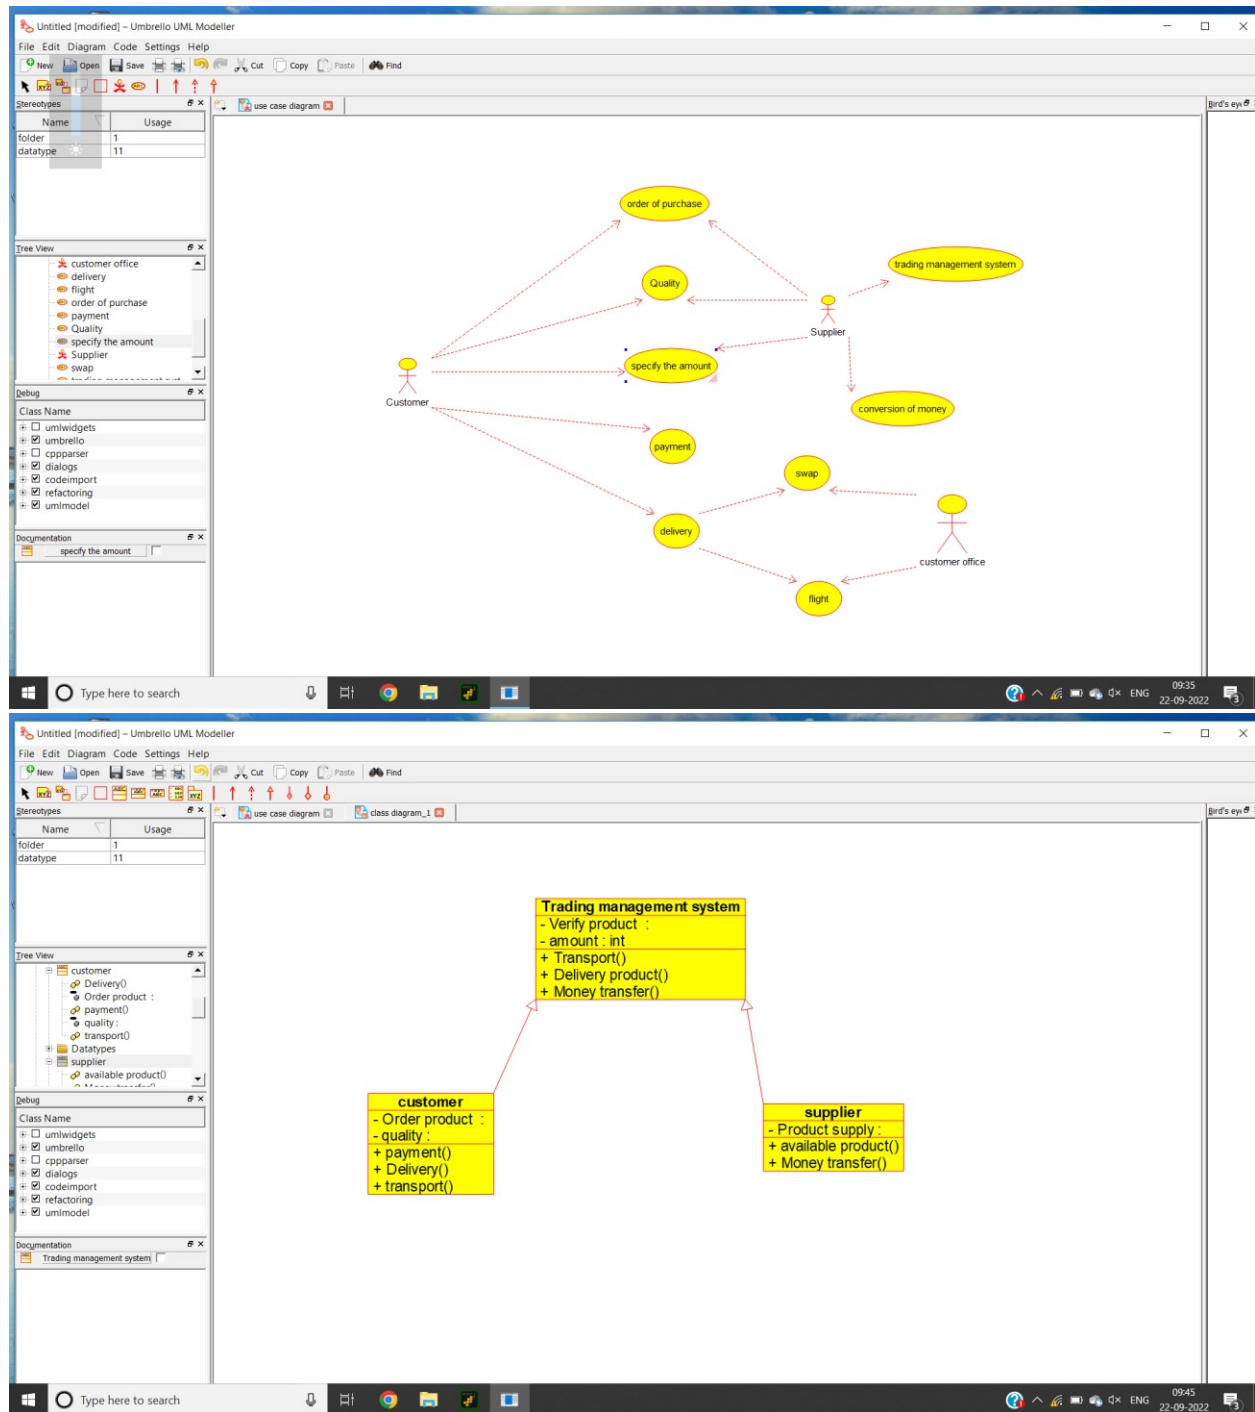 Untitled [modified] – Umbrello UML Modeller
File Edit Diagram Code Settings Help
New Open Save Cut Copy Paste Find
Stereotypes
use case diagram
Bird's eye
Name Usage
folder 1
datatype 11
Tree View
customer office
delivery
flight
order of purchase
payment
Quality
specify the amount
Supplier
swap
Debug
Class Name
umlwidgets
umbrello
cppparser
dialogs
codeimport
refactoring
umlmodel
Documentation
specify the amount
order of purchase
trading management system
Quality
Supplier
specify the amount
Customer
conversion of money
payment
swap
delivery
customer office
flight
Type here to search
ENG
09:35
22-09-2022
3
Untitled [modified] – Umbrello UML Modeller
File Edit Diagram Code Settings Help
New Open Save Cut Copy Paste Find
Stereotypes
use case diagram class diagram_1
Bird's eye
Name Usage
folder 1
datatype 11
Tree View
customer
Delivery()
Order product :
payment()
quality :
transport()
Datatypes
supplier
available product()
Debug
Class Name
umlwidgets
umbrello
cppparser
dialogs
codeimport
refactoring
umlmodel
Documentation
Trading management system
Trading management system
- Verify product :
- amount : int
+ Transport()
+ Delivery product()
+ Money transfer()
customer
- Order product :
- quality :
+ payment()
+ Delivery()
+ transport()
supplier
- Product supply :
+ available product()
+ Money transfer()
Type here to search
ENG
09:45
22-09-2022
3